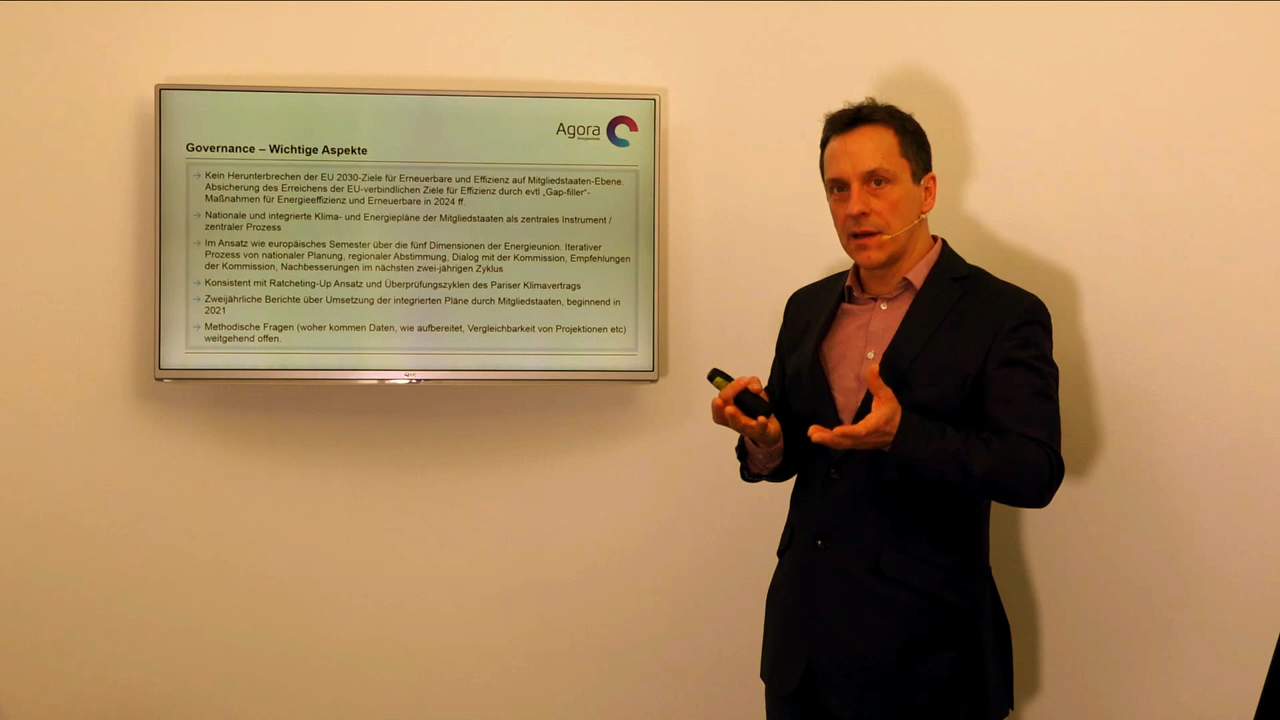 Agora
Energiewende
Governance – Wichtige Aspekte
→ Kein Herunterbrechen der EU 2030-Ziele für Erneuerbare und Effizienz auf Mitgliedstaaten-Ebene.
Absicherung des Erreichens der EU-verbindlichen Ziele für Effizienz durch evtl „Gap-filler“-
Maßnahmen für Energieeffizienz und Erneuerbare in 2024 ff.
→ Nationale und integrierte Klima- und Energiepläne der Mitgliedstaaten als zentrales Instrument /
zentraler Prozess
→ Im Ansatz wie europäisches Semester über die fünf Dimensionen der Energieunion. Iterativer
Prozess von nationaler Planung, regionaler Abstimmung, Dialog mit der Kommission, Empfehlungen
der Kommission, Nachbesserungen im nächsten zwei-jährigen Zyklus
→ Konsistent mit Ratcheting-Up Ansatz und Überprüfungszyklen des Pariser Klimavertrags
→ Zweijährliche Berichte über Umsetzung der integrierten Pläne durch Mitgliedstaaten, beginnend in
2021
→ Methodische Fragen (woher kommen Daten, wie aufbereitet, Vergleichbarkeit von Projektionen etc)
weitgehend offen.